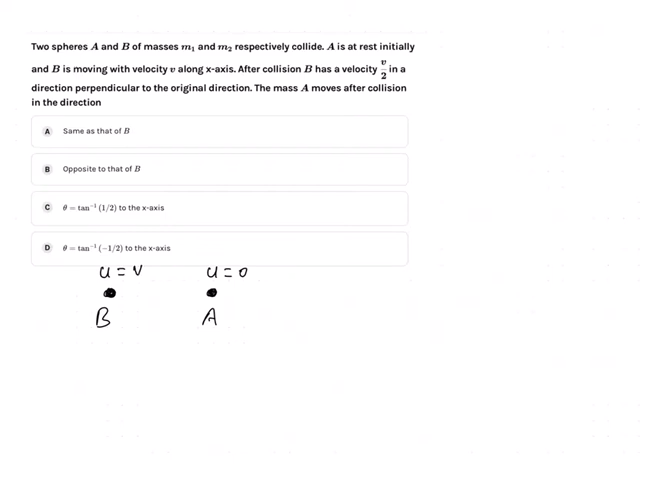 Two spheres A and B of masses m₁ and m₂ respectively collide. A is at rest initially
and B is moving with velocity v along x-axis. After collision B has a velocity v/2 in a
direction perpendicular to the original direction. The mass A moves after collision
in the direction
A Same as that of B
B Opposite to that of B
C θ = tan⁻¹ (1/2) to the x-axis
D θ = tan⁻¹ (−1/2) to the x-axis
u = v u = 0
B A